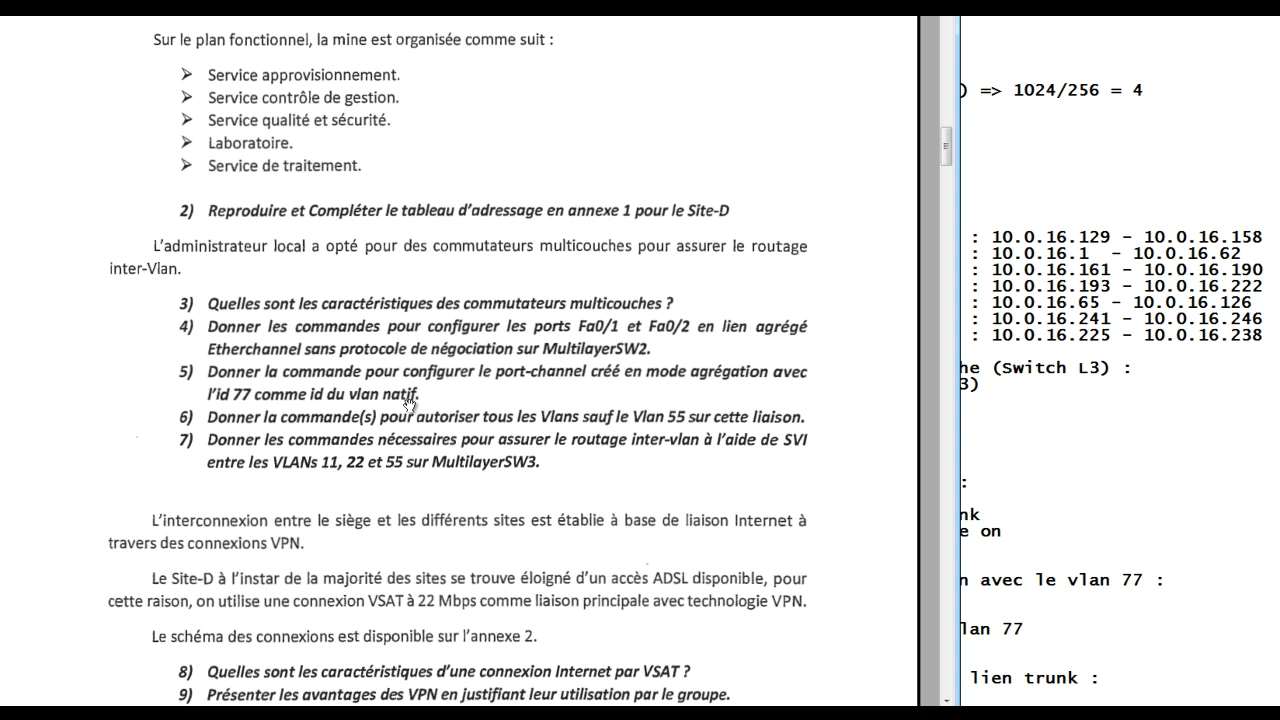 Sur le plan fonctionnel, la mine est organisée comme suit :
➤ Service approvisionnement.
➤ Service contrôle de gestion.
➤ Service qualité et sécurité.
➤ Laboratoire.
➤ Service de traitement.
2) Reproduire et Compléter le tableau d'adressage en annexe 1 pour le Site-D
L'administrateur local a opté pour des commutateurs multicouches pour assurer le routage
inter-Vlan.
3) Quelles sont les caractéristiques des commutateurs multicouches ?
4) Donner les commandes pour configurer les ports Fa0/1 et Fa0/2 en lien agrégé
Etherchannel sans protocole de négociation sur MultilayerSW2.
5) Donner la commande pour configurer le port-channel créé en mode agrégation avec
l'id 77 comme id du vlan natif.
6) Donner la commande(s) pour autoriser tous les Vlans sauf le Vlan 55 sur cette liaison.
7) Donner les commandes nécessaires pour assurer le routage inter-vlan à l'aide de SVI
entre les VLANs 11, 22 et 55 sur MultilayerSW3.
L'interconnexion entre le siège et les différents sites est établie à base de liaison Internet à
travers des connexions VPN.
Le Site-D à l'instar de la majorité des sites se trouve éloigné d'un accès ADSL disponible, pour
cette raison, on utilise une connexion VSAT à 22 Mbps comme liaison principale avec technologie VPN.
Le schéma des connexions est disponible sur l'annexe 2.
8) Quelles sont les caractéristiques d'une connexion Internet par VSAT ?
9) Présenter les avantages des VPN en justifiant leur utilisation par le groupe.
) => 1024/256 = 4
: 10.0.16.129 - 10.0.16.158
: 10.0.16.1 - 10.0.16.62
: 10.0.16.161 - 10.0.16.190
: 10.0.16.193 - 10.0.16.222
: 10.0.16.65 - 10.0.16.126
: 10.0.16.241 - 10.0.16.246
: 10.0.16.225 - 10.0.16.238
he (Switch L3) :
3)
:
nk
e on
n avec le vlan 77 :
lan 77
lien trunk :